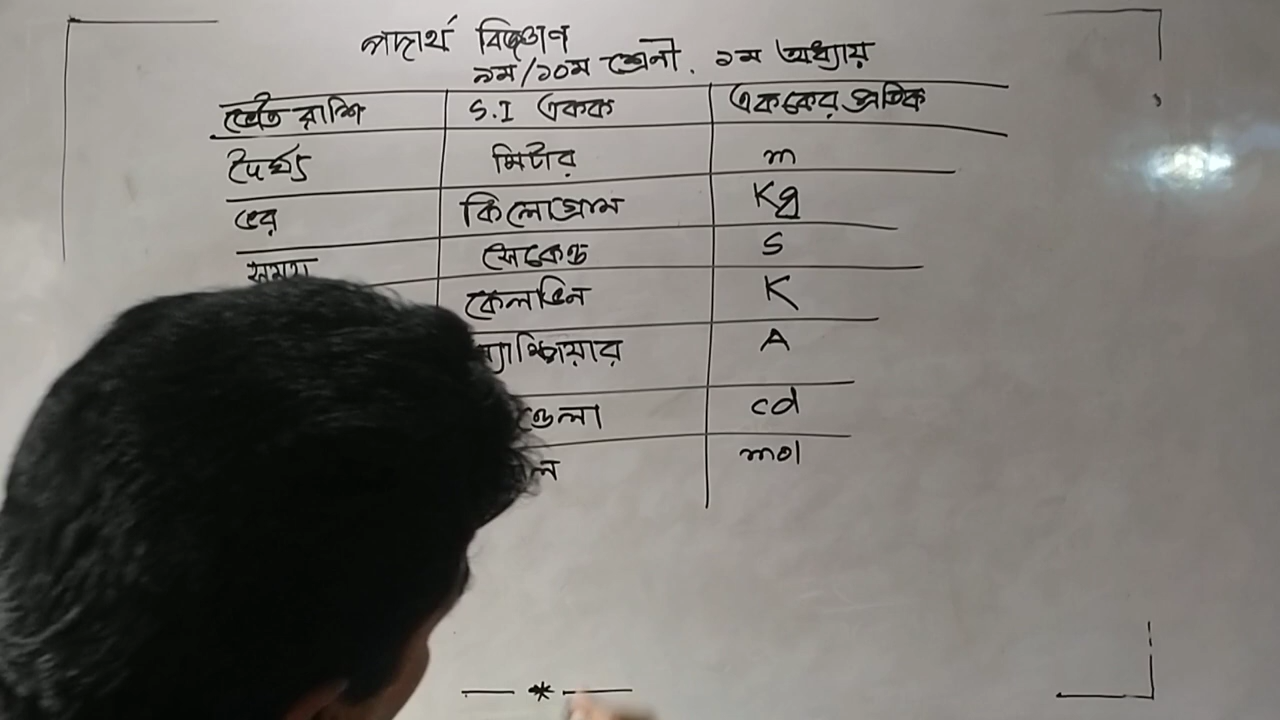 পদার্থ বিজ্ঞান
৯ম/১০ম শ্রেনী. ১ম অধ্যায়
ভৌত রাশি S.I একক এককের প্রতিক
দৈর্ঘ্য মিটার m
ভর কিলোগ্রাম Kg
সময় সেকেন্ড S
কেলভিন K
্যাম্পিয়ার A
ন্ডেলা cd
ল mol